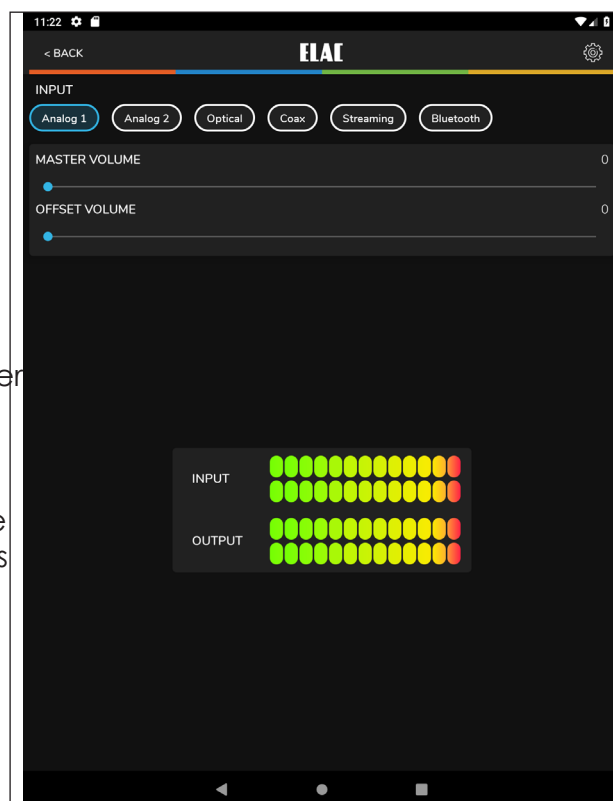 11:22
< BACK
ELAC
INPUT
Analog 1 Analog 2 Optical Coax Streaming Bluetooth
MASTER VOLUME 0
OFFSET VOLUME 0
er
INPUT
e
OUTPUT
s